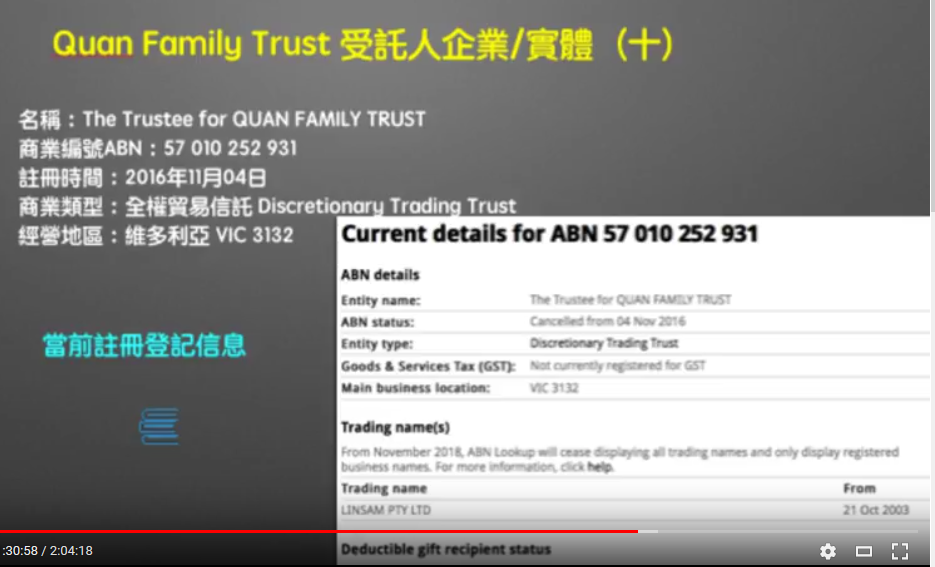 Quan Family Trust 受託人企業/實體（十）
名稱：The Trustee for QUAN FAMILY TRUST
商業編號ABN：57 010 252 931
註冊時間：2016年11月04日
商業類型：全權貿易信託 Discretionary Trading Trust
經營地區：維多利亞 VIC 3132
當前註冊登記信息
Current details for ABN 57 010 252 931
ABN details
Entity name: The Trustee for QUAN FAMILY TRUST
ABN status: Cancelled from 04 Nov 2016
Entity type: Discretionary Trading Trust
Goods & Services Tax (GST): Not currently registered for GST
Main business location: VIC 3132
Trading name(s)
From November 2018, ABN Lookup will cease displaying all trading names and only display registered
business names. For more information, click help.
Trading name From
LINSAM PTY LTD 21 Oct 2003
Deductible gift recipient status
:30:58 / 2:04:18